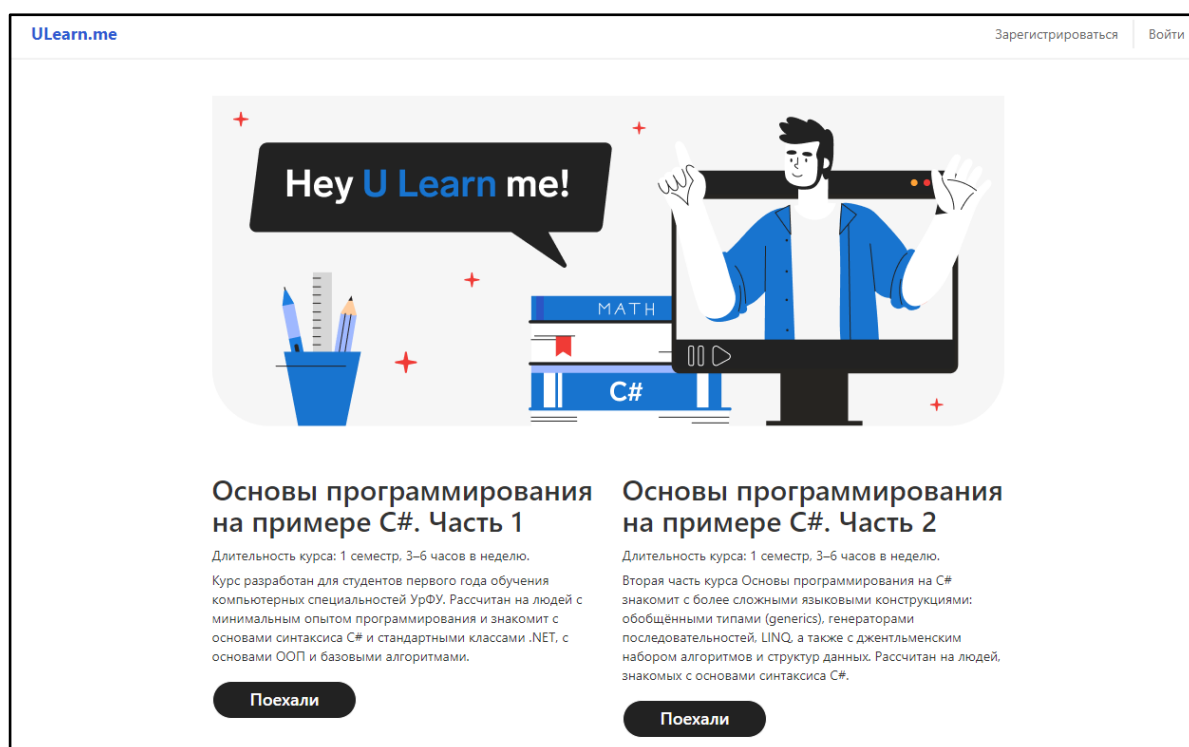 ULearn.me
Зарегистрироваться
Войти
Hey U Learn me!
MATH
C#
Основы программирования
на примере C#. Часть 1
Длительность курса: 1 семестр, 3–6 часов в неделю.
Курс разработан для студентов первого года обучения
компьютерных специальностей УрФУ. Рассчитан на людей с
минимальным опытом программирования и знакомит с
основами синтаксиса C# и стандартными классами .NET, с
основами ООП и базовыми алгоритмами.
Поехали
Основы программирования
на примере C#. Часть 2
Длительность курса: 1 семестр, 3–6 часов в неделю.
Вторая часть курса Основы программирования на C#
знакомит с более сложными языковыми конструкциями:
обобщёнными типами (generics), генераторами
последовательностей, LINQ, а также с джентльменским
набором алгоритмов и структур данных. Рассчитан на людей,
знакомых с основами синтаксиса C#.
Поехали